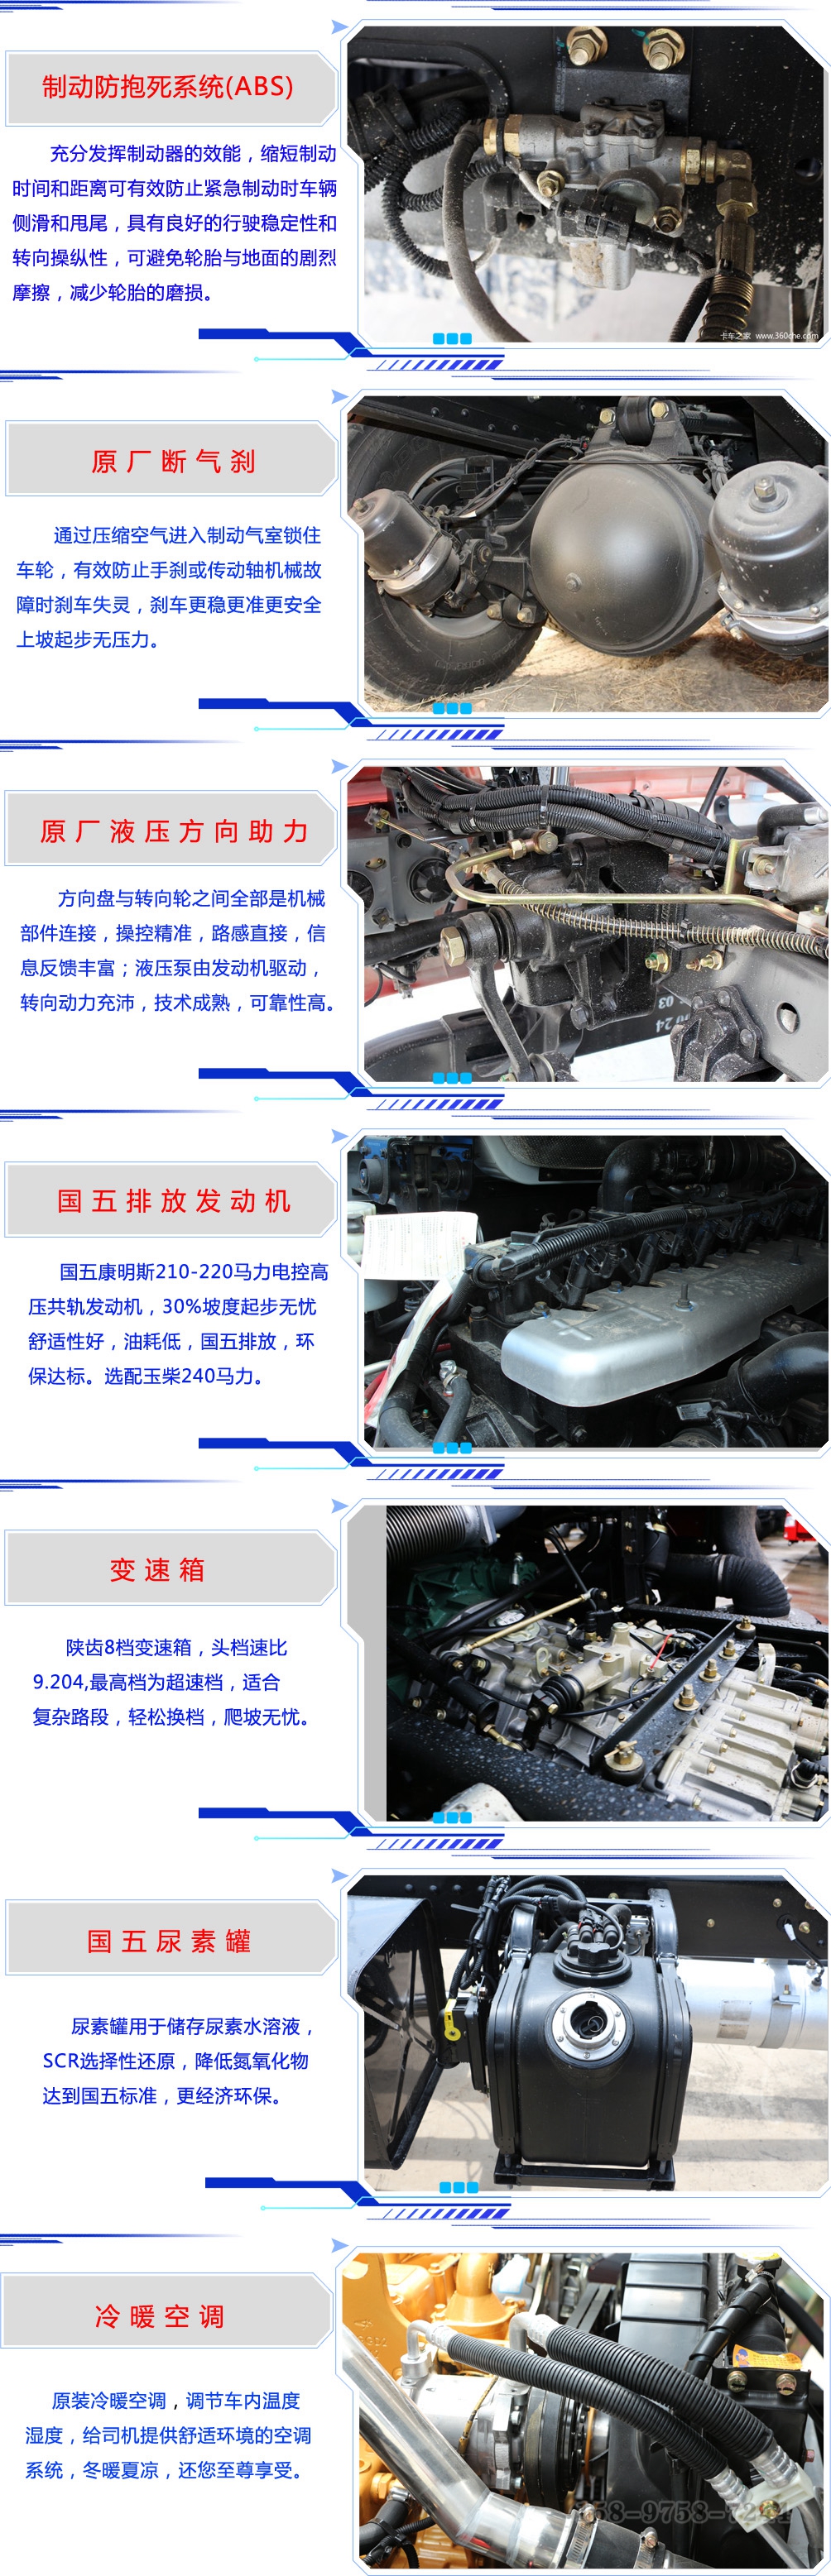 制动防抱死系统(ABS)
充分发挥制动器的效能，缩短制动
时间和距离可有效防止紧急制动时车辆
侧滑和甩尾，具有良好的行驶稳定性和
转向操纵性，可避免轮胎与地面的剧烈
摩擦，减少轮胎的磨损。
卡车之家 www.360che.com
原厂断气刹
通过压缩空气进入制动气室锁住
车轮，有效防止手刹或传动轴机械故
障时刹车失灵，刹车更稳更准更安全
上坡起步无压力。
原厂液压方向助力
方向盘与转向轮之间全部是机械
部件连接，操控精准，路感直接，信
息反馈丰富；液压泵由发动机驱动，
转向动力充沛，技术成熟，可靠性高。
国五排放发动机
国五康明斯210-220马力电控高
压共轨发动机，30%坡度起步无忧
舒适性好，油耗低，国五排放，环
保达标。选配玉柴240马力。
变速箱
陕齿8档变速箱，头档速比
9.204,最高档为超速档，适合
复杂路段，轻松换档，爬坡无忧。
国五尿素罐
尿素罐用于储存尿素水溶液，
SCR选择性还原，降低氮氧化物
达到国五标准，更经济环保。
冷暖空调
原装冷暖空调，调节车内温度
湿度，给司机提供舒适环境的空调
系统，冬暖夏凉，还您至尊享受。